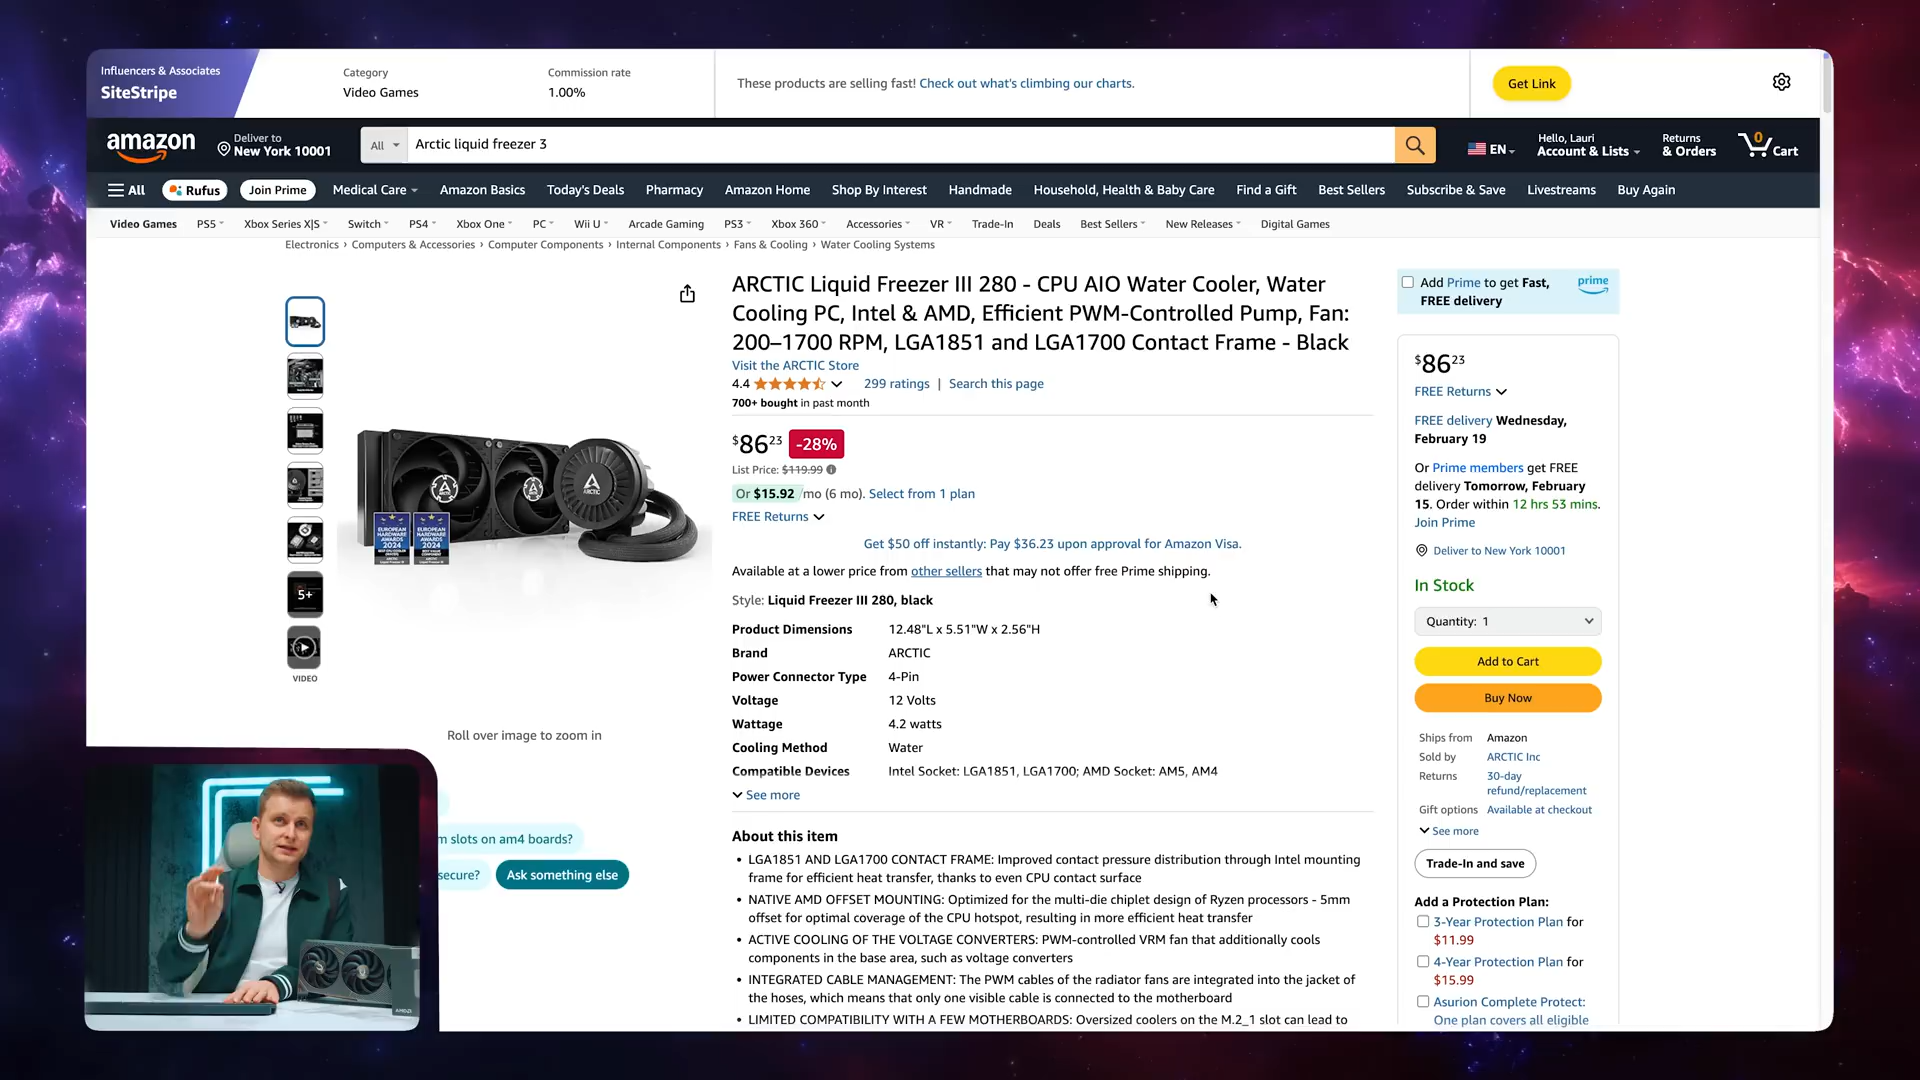 Influencers & Associates
SiteStripe
Category
Video Games
Commission rate
1.00%
These products are selling fast! Check out what's climbing our charts.
Get Link
amazon
Deliver to
New York 10001
All
Arctic liquid freezer 3
EN
Hello, Lauri
Account & Lists
Returns
& Orders
0
Cart
All
Rufus
Join Prime
Medical Care
Amazon Basics
Today's Deals
Pharmacy
Amazon Home
Shop By Interest
Handmade
Household, Health & Baby Care
Find a Gift
Best Sellers
Subscribe & Save
Livestreams
Buy Again
Video Games
PS5
Xbox Series X|S
Switch
PS4
Xbox One
PC
Wii U
Arcade Gaming
PS3
Xbox 360
Accessories
VR
Trade-In
Deals
Best Sellers
New Releases
Digital Games
Electronics › Computers & Accessories › Computer Components › Internal Components › Fans & Cooling › Water Cooling Systems
5+
VIDEO
ARCTIC
EUROPEAN HARDWARE AWARDS 2024
EUROPEAN HARDWARE AWARDS 2024
Roll over image to zoom in
m slots on am4 boards?
secure?
Ask something else
AMD
ARCTIC Liquid Freezer III 280 - CPU AIO Water Cooler, Water
Cooling PC, Intel & AMD, Efficient PWM-Controlled Pump, Fan:
200–1700 RPM, LGA1851 and LGA1700 Contact Frame - Black
Visit the ARCTIC Store
4.4
299 ratings | Search this page
700+ bought in past month
$86 23 -28%
List Price: $119.99
Or $15.92 /mo (6 mo). Select from 1 plan
FREE Returns
Get $50 off instantly: Pay $36.23 upon approval for Amazon Visa.
Available at a lower price from other sellers that may not offer free Prime shipping.
Style: Liquid Freezer III 280, black
Product Dimensions 12.48"L x 5.51"W x 2.56"H
Brand ARCTIC
Power Connector Type 4-Pin
Voltage 12 Volts
Wattage 4.2 watts
Cooling Method Water
Compatible Devices Intel Socket: LGA1851, LGA1700; AMD Socket: AM5, AM4
See more
About this item
• LGA1851 AND LGA1700 CONTACT FRAME: Improved contact pressure distribution through Intel mounting
frame for efficient heat transfer, thanks to even CPU contact surface
• NATIVE AMD OFFSET MOUNTING: Optimized for the multi-die chiplet design of Ryzen processors - 5mm
offset for optimal coverage of the CPU hotspot, resulting in more efficient heat transfer
• ACTIVE COOLING OF THE VOLTAGE CONVERTERS: PWM-controlled VRM fan that additionally cools
components in the base area, such as voltage converters
• INTEGRATED CABLE MANAGEMENT: The PWM cables of the radiator fans are integrated into the jacket of
the hoses, which means that only one visible cable is connected to the motherboard
• LIMITED COMPATIBILITY WITH A FEW MOTHERBOARDS: Oversized coolers on the M.2_1 slot can lead to
Add Prime to get Fast,
FREE delivery
prime
$86 23
FREE Returns
FREE delivery Wednesday,
February 19
Or Prime members get FREE
delivery Tomorrow, February
15. Order within 12 hrs 53 mins.
Join Prime
Deliver to New York 10001
In Stock
Quantity: 1
Add to Cart
Buy Now
Ships from Amazon
Sold by ARCTIC Inc
Returns 30-day
refund/replacement
Gift options Available at checkout
See more
Trade-In and save
Add a Protection Plan:
3-Year Protection Plan for
$11.99
4-Year Protection Plan for
$15.99
Asurion Complete Protect:
One plan covers all eligible